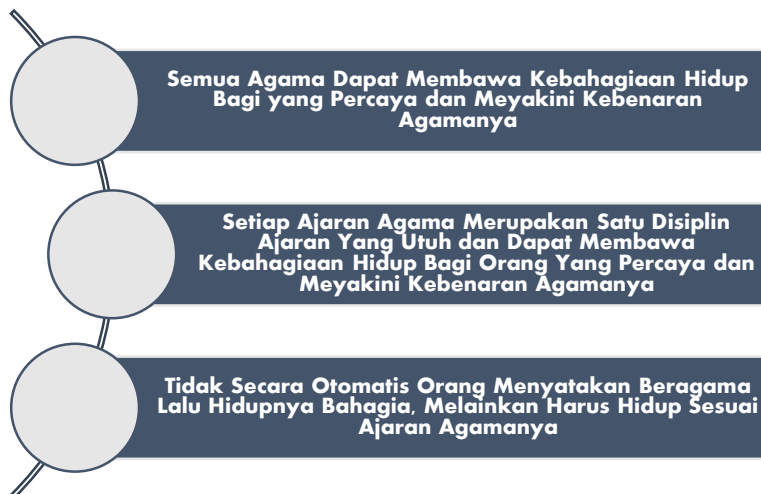 Semua Agama Dapat Membawa Kebahagiaan Hidup
Bagi yang Percaya dan Meyakini Kebenaran
Agamanya
Setiap Ajaran Agama Merupakan Satu Disiplin
Ajaran Yang Utuh dan Dapat Membawa
Kebahagiaan Hidup Bagi Orang Yang Percaya dan
Meyakini Kebenaran Agamanya
Tidak Secara Otomatis Orang Menyatakan Beragama
Lalu Hidupnya Bahagia, Melainkan Harus Hidup Sesuai
Ajaran Agamanya